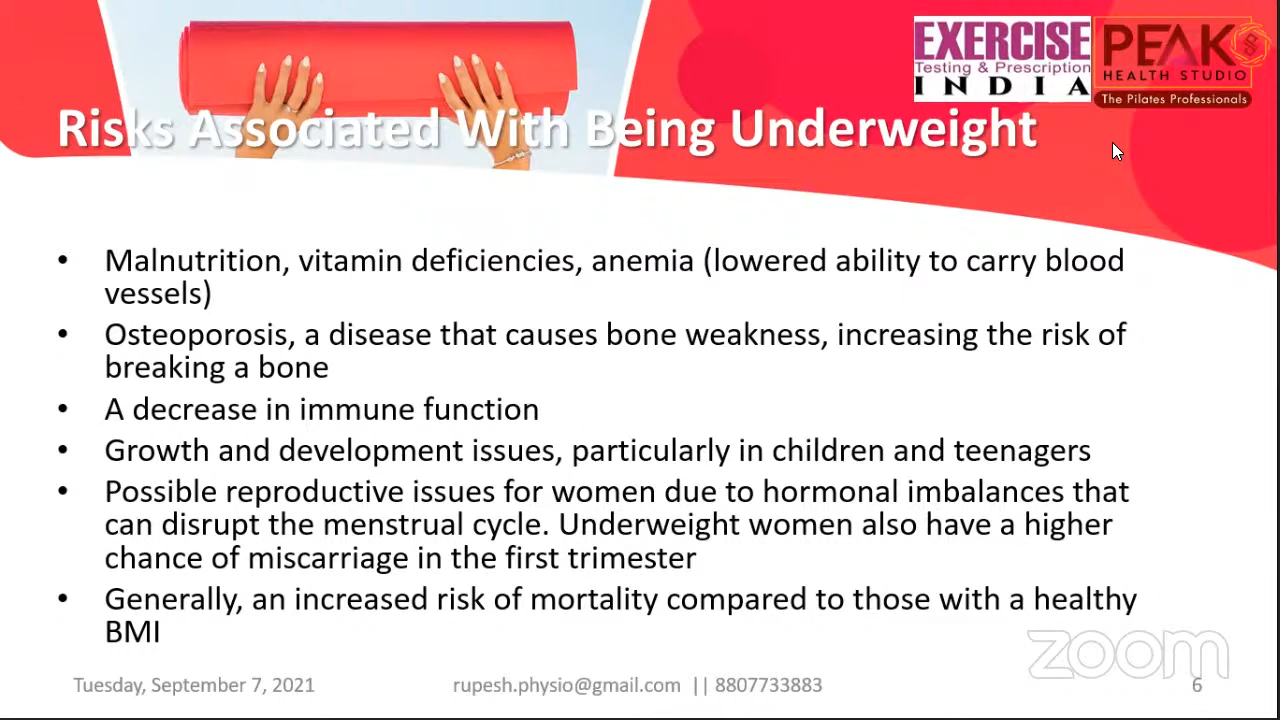 EXERCISE
Testing & Prescription
INDIA
PEAK
HEALTH STUDIO
The Pilates Professionals
Risks Associated With Being Underweight
• Malnutrition, vitamin deficiencies, anemia (lowered ability to carry blood
vessels)
• Osteoporosis, a disease that causes bone weakness, increasing the risk of
breaking a bone
• A decrease in immune function
• Growth and development issues, particularly in children and teenagers
• Possible reproductive issues for women due to hormonal imbalances that
can disrupt the menstrual cycle. Underweight women also have a higher
chance of miscarriage in the first trimester
• Generally, an increased risk of mortality compared to those with a healthy
BMI
zoom
Tuesday, September 7, 2021 rupesh.physio@gmail.com || 8807733883 6